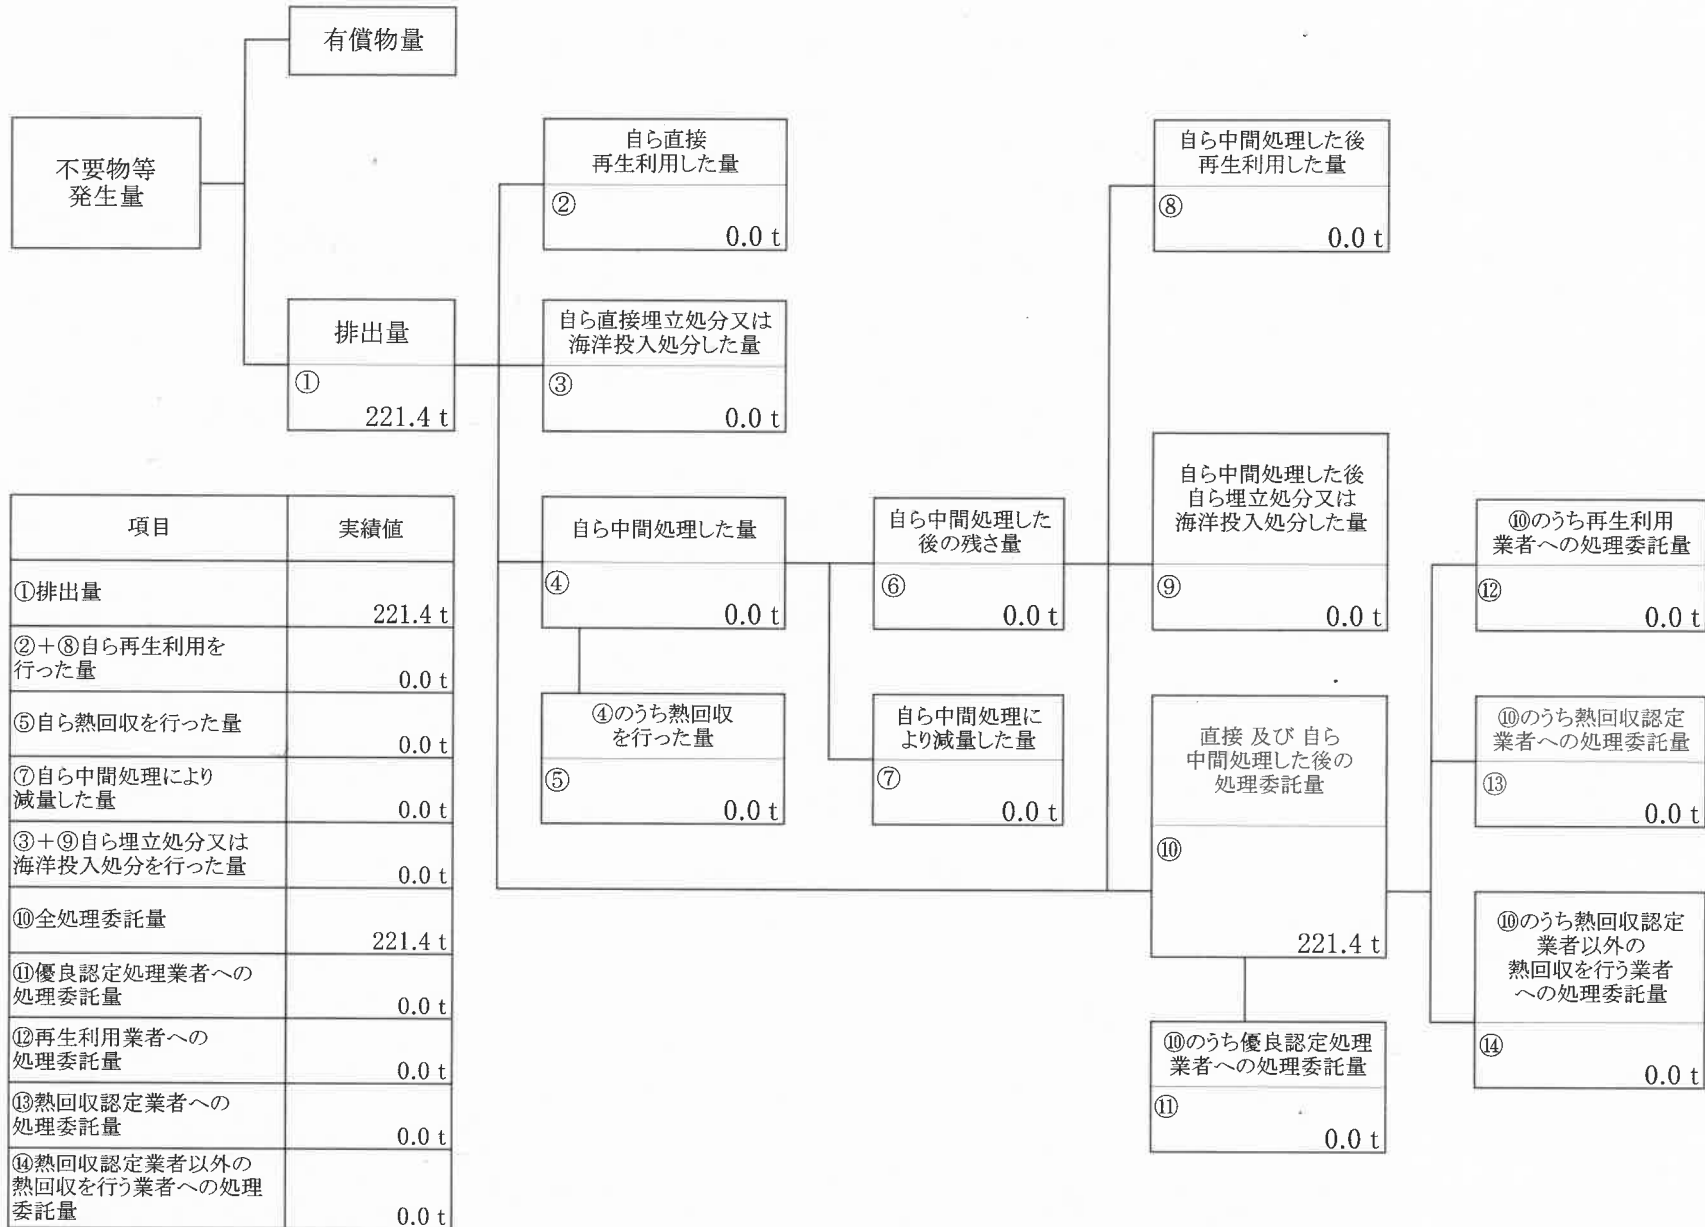 有償物量
不要物等
発生量
自ら直接
再生利用した量
②
0.0 t
自ら中間処理した後
再生利用した量
⑧
0.0 t
排出量
①
221.4 t
自ら直接埋立処分又は
海洋投入処分した量
③
0.0 t
自ら中間処理した量
④
0.0 t
自ら中間処理した
後の残さ量
⑥
0.0 t
自ら中間処理した後
自ら埋立処分又は
海洋投入処分した量
⑨
0.0 t
⑩のうち再生利用
業者への処理委託量
⑫
0.0 t
④のうち熱回収
を行った量
⑤
0.0 t
自ら中間処理に
より減量した量
⑦
0.0 t
直接 及び 自ら
中間処理した後の
処理委託量
⑩
221.4 t
⑩のうち熱回収認定
業者への処理委託量
⑬
0.0 t
⑩のうち熱回収認定
業者以外の
熱回収を行う業者
への処理委託量
⑭
0.0 t
⑩のうち優良認定処理
業者への処理委託量
⑪
0.0 t
項目 実績値
①排出量
221.4 t
②+⑧自ら再生利用を
行った量
0.0 t
⑤自ら熱回収を行った量
0.0 t
⑦自ら中間処理により
減量した量
0.0 t
③+⑨自ら埋立処分又は
海洋投入処分を行った量
0.0 t
⑩全処理委託量
221.4 t
⑪優良認定処理業者への
処理委託量
0.0 t
⑫再生利用業者への
処理委託量
0.0 t
⑬熱回収認定業者への
処理委託量
0.0 t
⑭熱回収認定業者以外の
熱回収を行う業者への処理
委託量
0.0 t